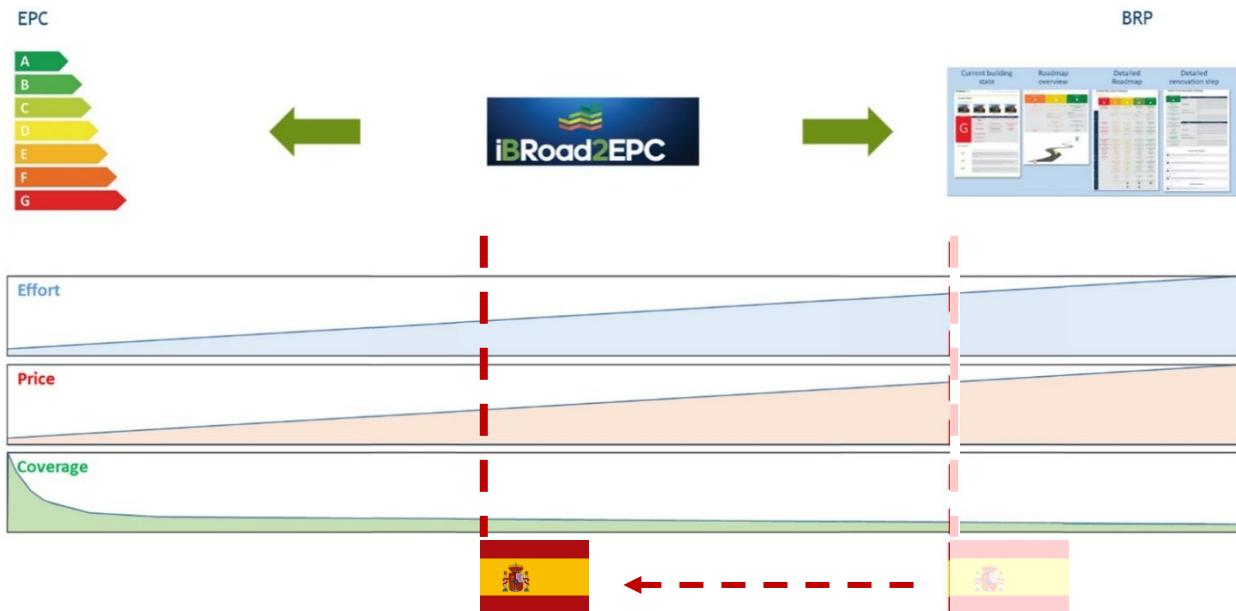 EPC
BRP
A
B
C
D
E
F
G
iBRoad2EPC
Current building
state
Roadmap
overview
Detailed
Roadmap
Detailed
renovation step
G
Effort
Price
Coverage